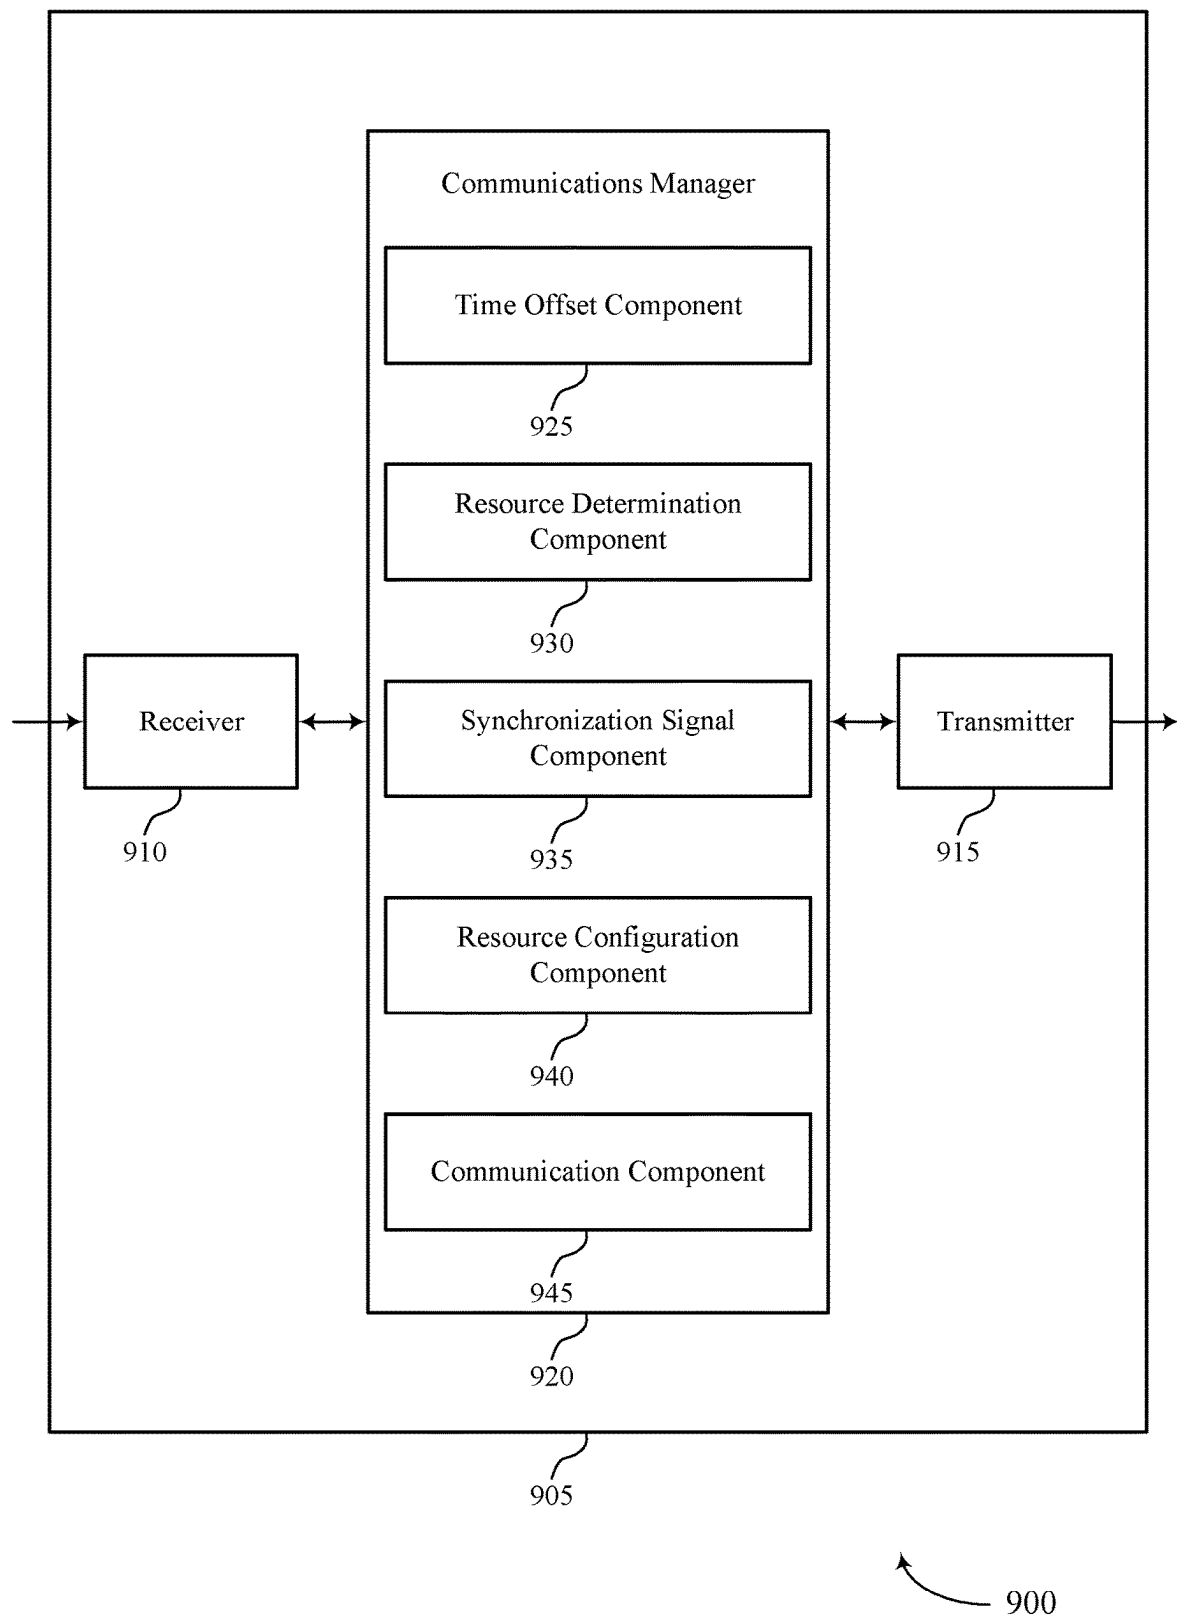 Communications Manager
Time Offset Component
925
Resource Determination
Component
930
Receiver
910
Synchronization Signal
Component
935
Transmitter
915
Resource Configuration
Component
940
Communication Component
945
920
905
900